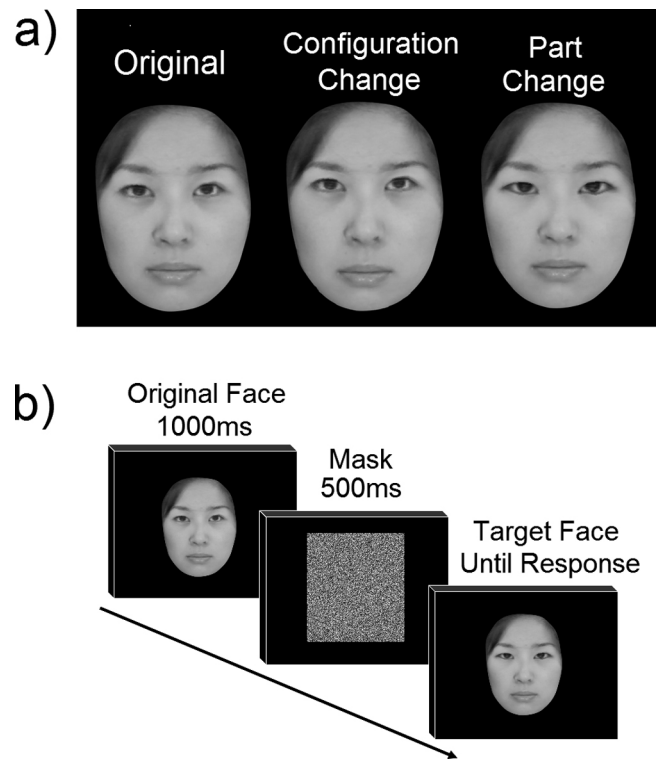 a)
Original
Configuration
Change
Part
Change
b)
Original Face
1000ms
Mask
500ms
Target Face
Until Response